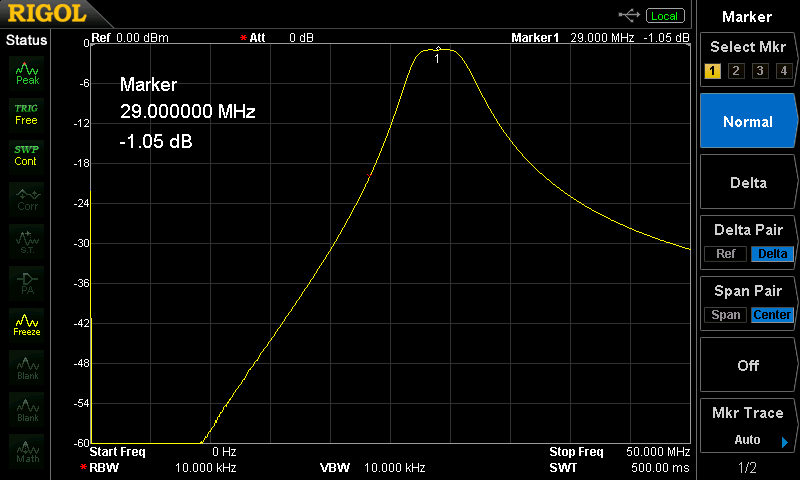 RIGOL
Status
Local
Ref 0.00 dBm * Att 0 dB Marker1 29.000 MHz -1.05 dB
Marker
29.000000 MHz
-1.05 dB
1
0
-6
-12
-18
-24
-30
-36
-42
-48
-54
-60
Start Freq 0 Hz Stop Freq 50.000 MHz
*RBW 10.000 kHz VBW 10.000 kHz SWT 500.00 ms
Peak
TRIG
Free
SWP
Cont
Corr
S.T.
PA
Freeze
Blank
Blank
Math
Marker
Select Mkr
1 2 3 4
Normal
Delta
Delta Pair
Ref Delta
Span Pair
Span Center
Off
Mkr Trace
Auto
1/2